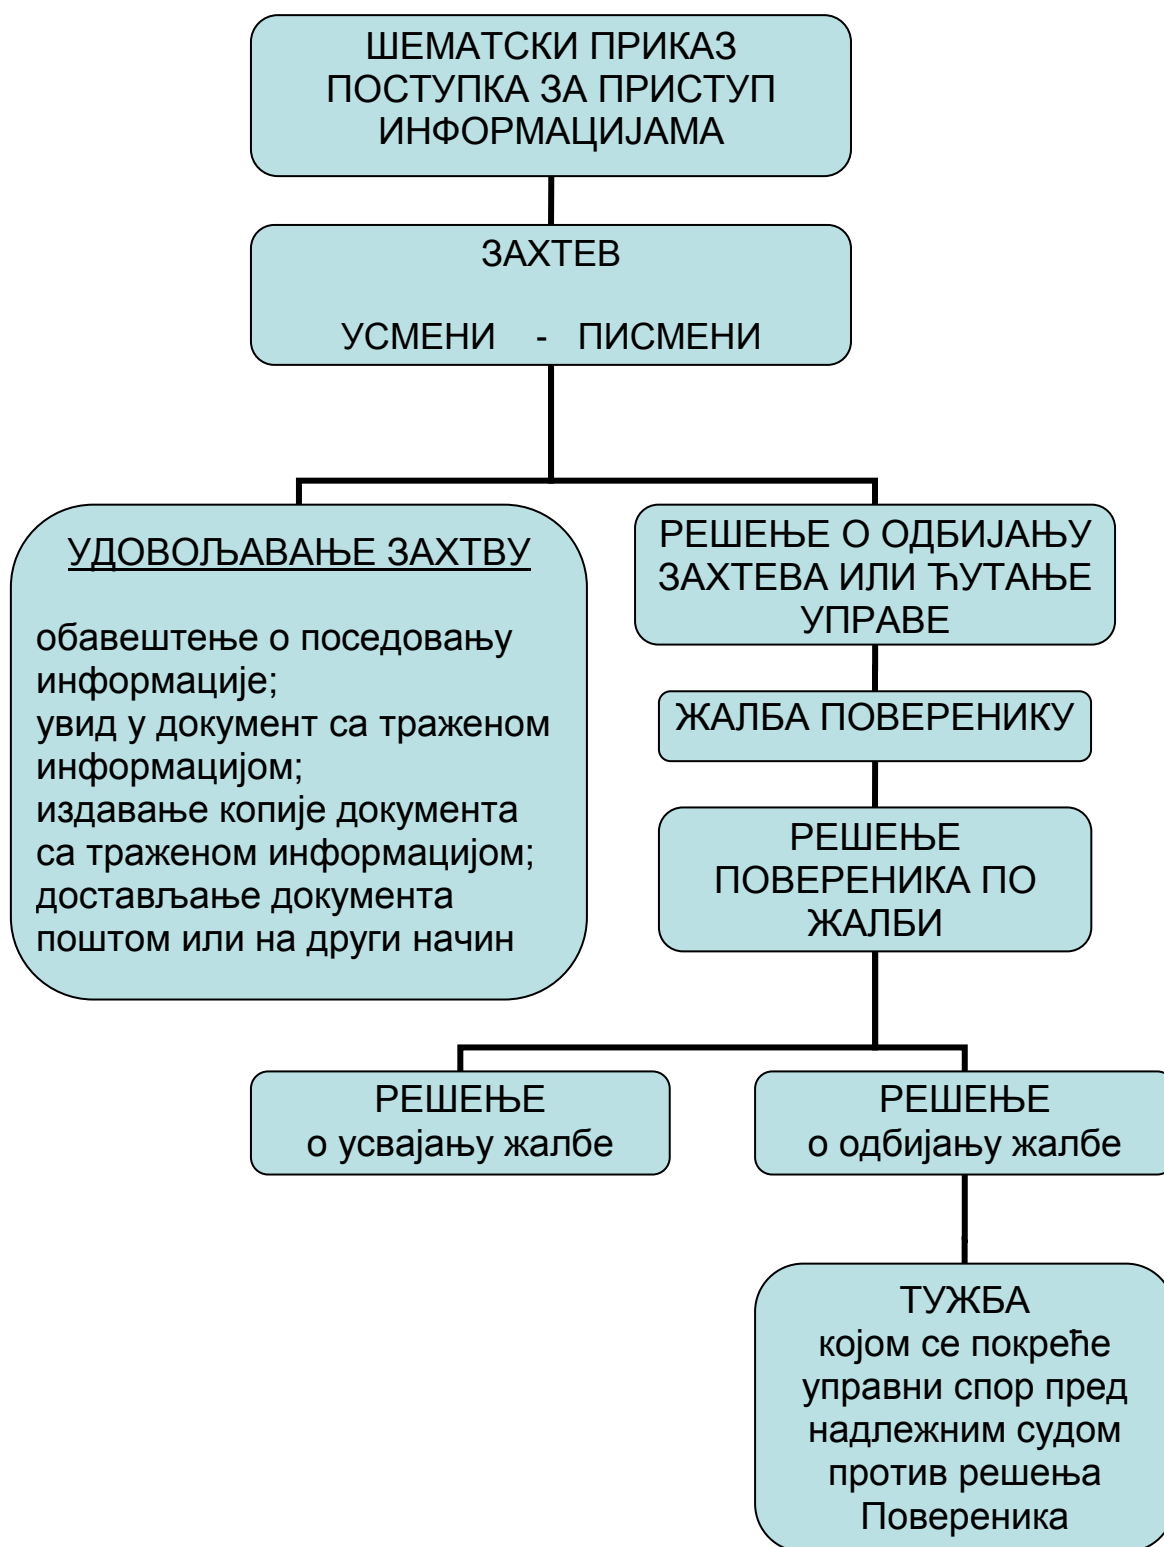 ШЕМАТСКИ ПРИКАЗ
ПОСТУПКА ЗА ПРИСТУП
ИНФОРМАЦИЈАМА
ЗАХТЕВ
УСМЕНИ - ПИСМЕНИ
УДОВОЉАВАЊЕ ЗАХТВУ
обавештење о поседовању
информације;
увид у документ са траженом
информацијом;
издавање копије документа
са траженом информацијом;
достављање документа
поштом или на други начин
РЕШЕЊЕ О ОДБИЈАЊУ
ЗАХТЕВА ИЛИ ЋУТАЊЕ
УПРАВЕ
ЖАЛБА ПОВЕРЕНИКУ
РЕШЕЊЕ
ПОВЕРЕНИКА ПО
ЖАЛБИ
РЕШЕЊЕ
о усвајању жалбе
РЕШЕЊЕ
о одбијању жалбе
ТУЖБА
којом се покреће
управни спор пред
надлежним судом
против решења
Повереника